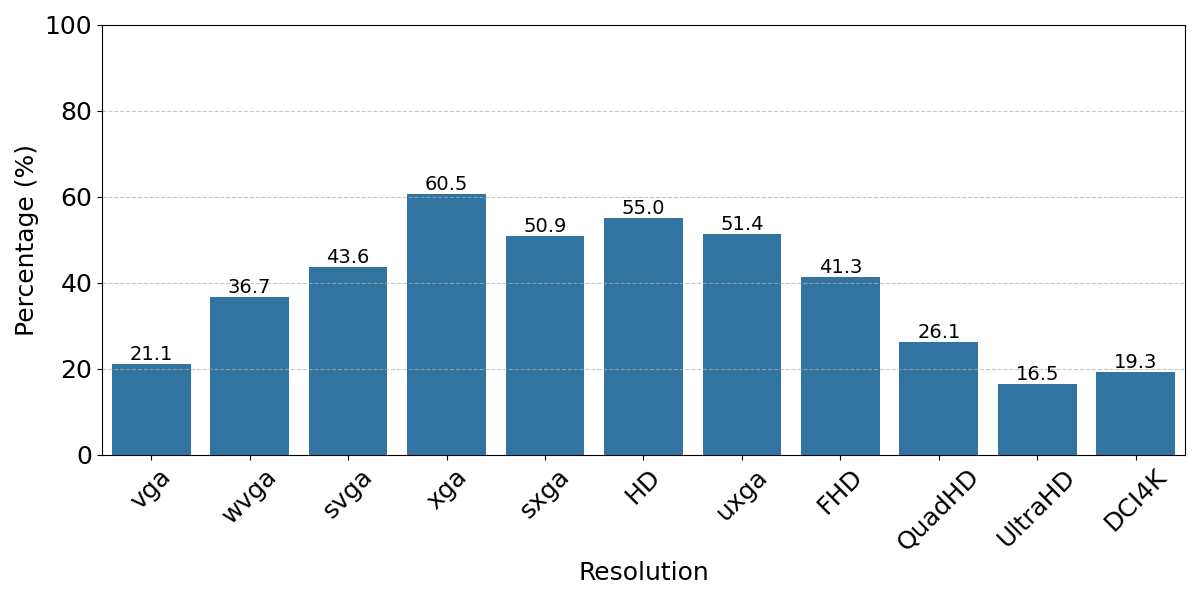 100
80
60
40
20
0
Percentage (%)
21.1
36.7
43.6
60.5
50.9
55.0
51.4
41.3
26.1
16.5
19.3
vga
wvga
svga
xga
sxga
HD
uxga
FHD
QuadHD
UltraHD
DCI4K
Resolution